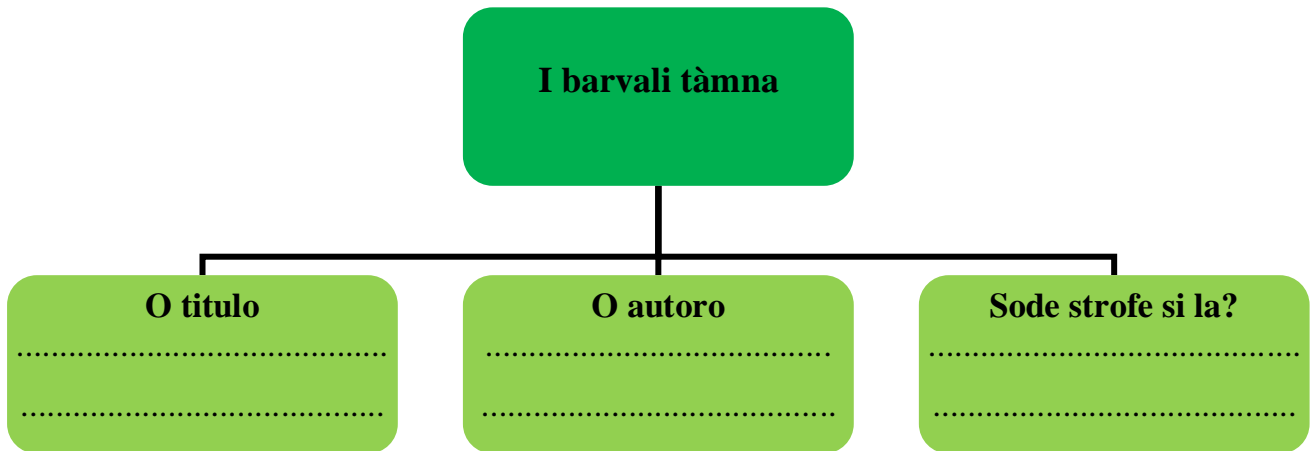 I barvali tàmna
O titulo
...........................................
..........................................
O autoro
........................................
.........................................
Sode strofe si la?
...........................................
..........................................